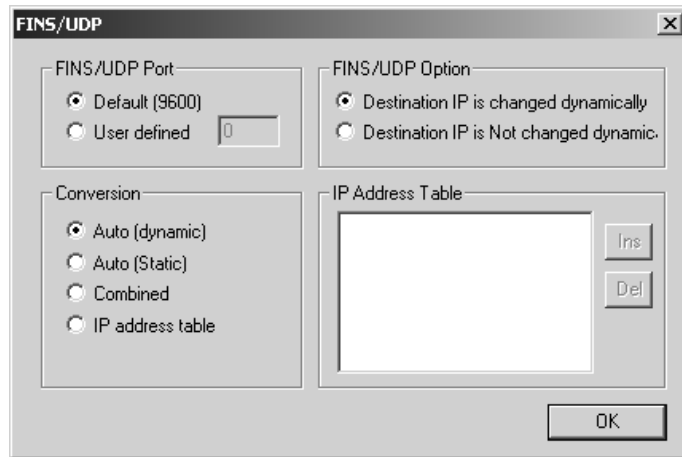 FINS/UDP
FINS/UDP Port
Default (9600)
User defined 0
FINS/UDP Option
Destination IP is changed dynamically
Destination IP is Not changed dynamic.
Conversion
Auto (dynamic)
Auto (Static)
Combined
IP address table
IP Address Table
Ins
Del
OK